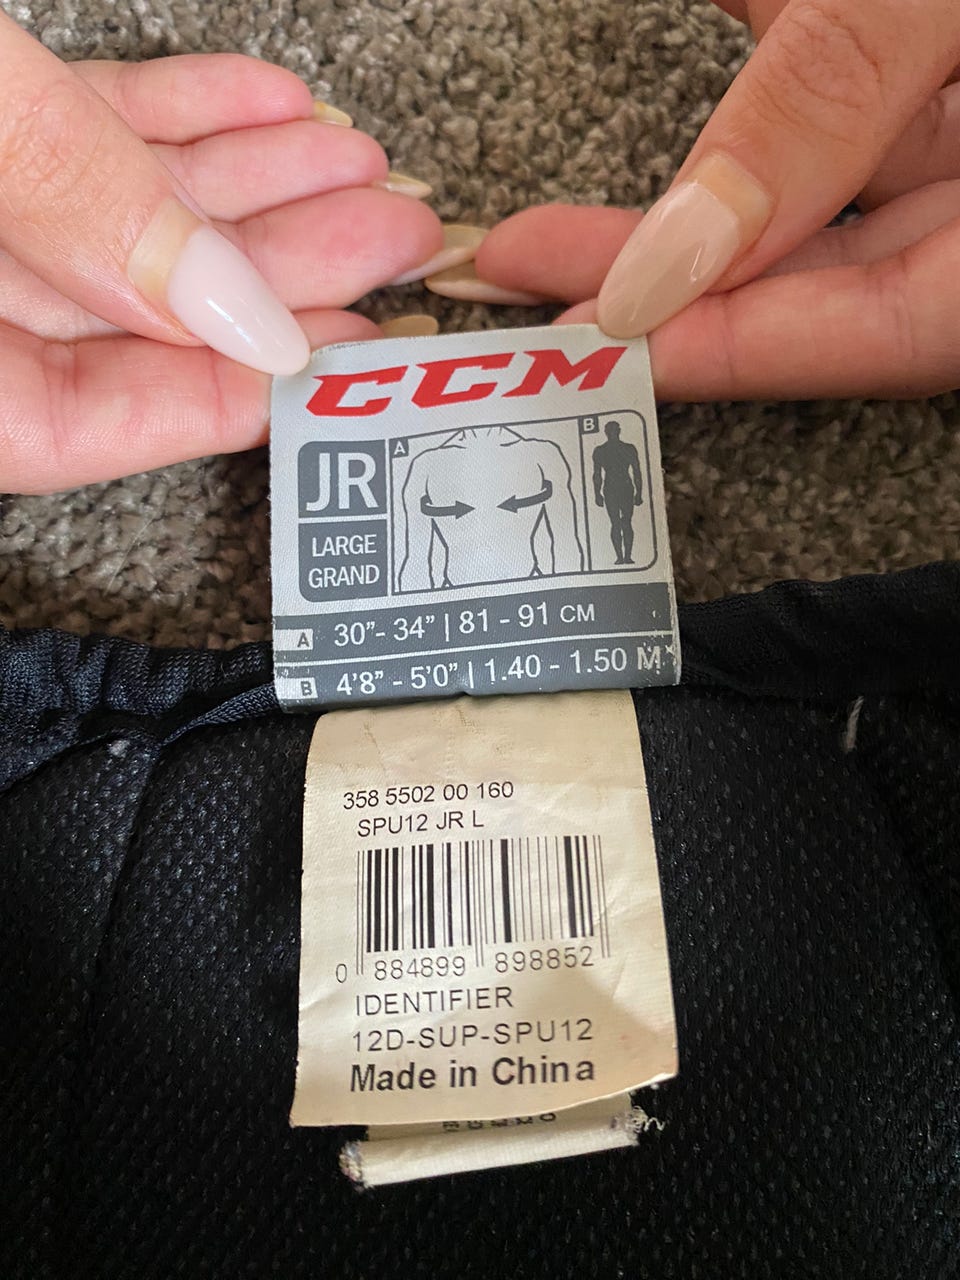 CCM
JR
LARGE
GRAND
A
B
A 30”- 34” | 81 - 91 CM
B 4'8” - 5'0” | 1.40 - 1.50 M
358 5502 00 160
SPU12 JR L
0 884899 898852
IDENTIFIER
12D-SUP-SPU12
Made in China